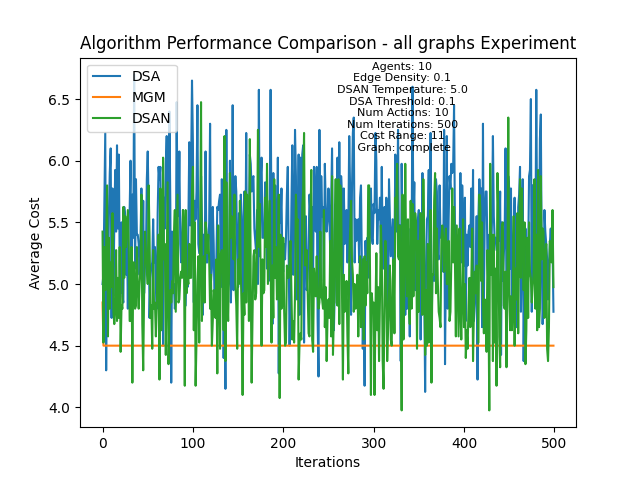 Algorithm Performance Comparison - all graphs Experiment
DSA
MGM
DSAN
Agents: 10
Edge Density: 0.1
DSAN Temperature: 5.0
DSA Threshold: 0.1
Num Actions: 10
Num Iterations: 500
Cost Range: 11
Graph: complete
Average Cost
6.5
6.0
5.5
5.0
4.5
4.0
0 100 200 300 400 500
Iterations